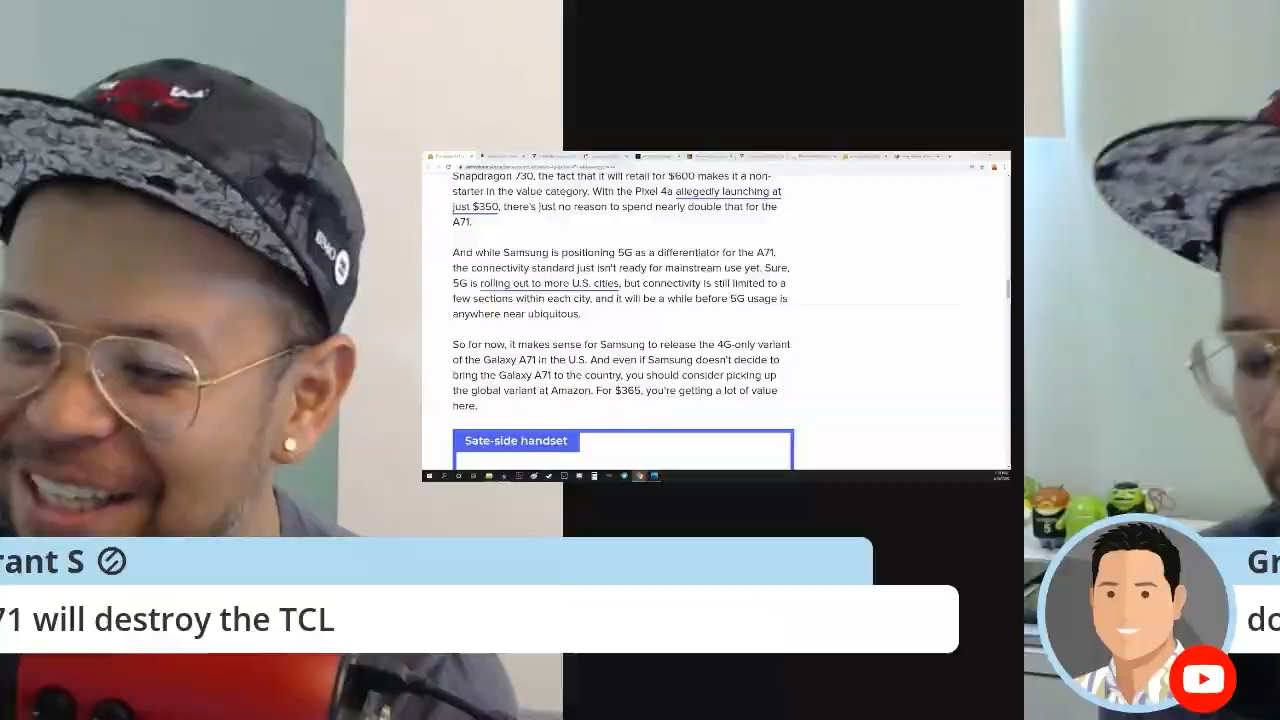 Snapdragon 730, the fact that it will retail for $600 makes it a non-
starter in the value category. With the Pixel 4a allegedly launching at
just $350, there's just no reason to spend nearly double that for the
A71.
And while Samsung is positioning 5G as a differentiator for the A71,
the connectivity standard just isn't ready for mainstream use yet. Sure,
5G is rolling out to more U.S. cities, but connectivity is still limited to a
few sections within each city, and it will be a while before 5G usage is
anywhere near ubiquitous.
So for now, it makes sense for Samsung to release the 4G-only variant
of the Galaxy A71 in the U.S. And even if Samsung doesn't decide to
bring the Galaxy A71 to the country, you should consider picking up
the global variant at Amazon. For $365, you're getting a lot of value
here.
Sate-side handset
rant S
71 will destroy the TCL
Gr
do